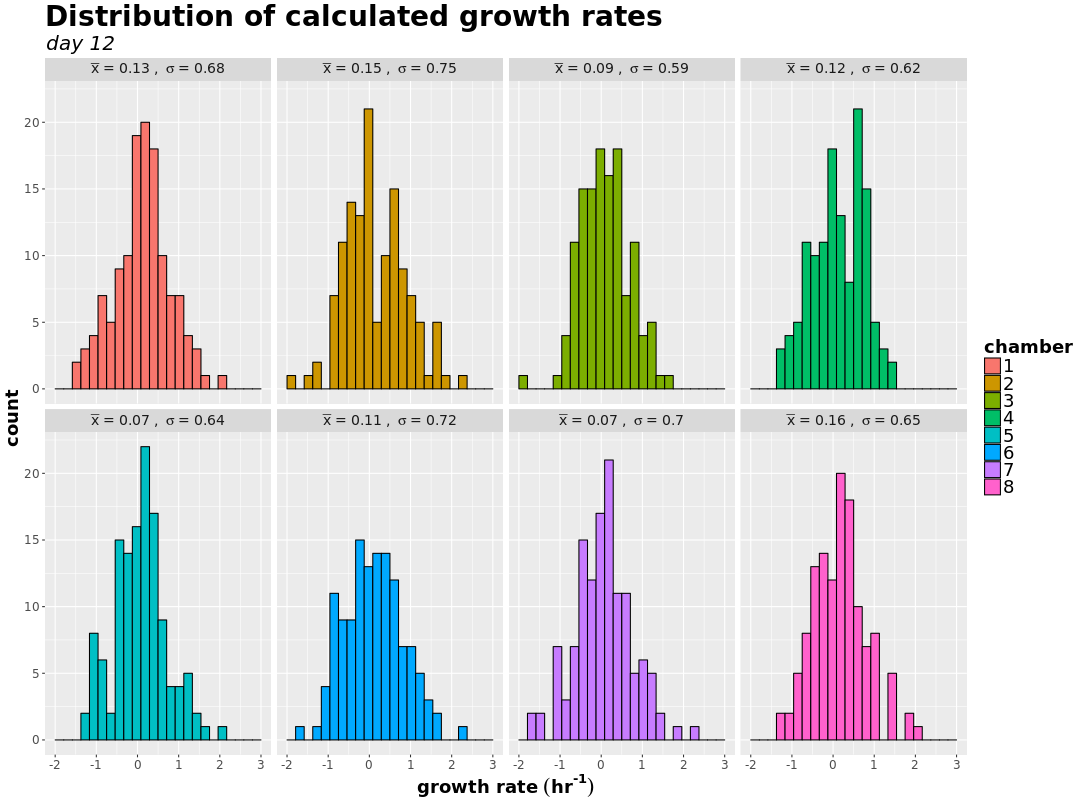 Distribution of calculated growth rates
day 12
x̅ = 0.13 , σ = 0.68
x̅ = 0.15 , σ = 0.75
x̅ = 0.09 , σ = 0.59
x̅ = 0.12 , σ = 0.62
20
15
10
5
0
x̅ = 0.07 , σ = 0.64
x̅ = 0.11 , σ = 0.72
x̅ = 0.07 , σ = 0.7
x̅ = 0.16 , σ = 0.65
20
15
10
5
0
-2 -1 0 1 2 3
-2 -1 0 1 2 3
-2 -1 0 1 2 3
-2 -1 0 1 2 3
count
growth rate (hr⁻¹)
chamber
1
2
3
4
5
6
7
8